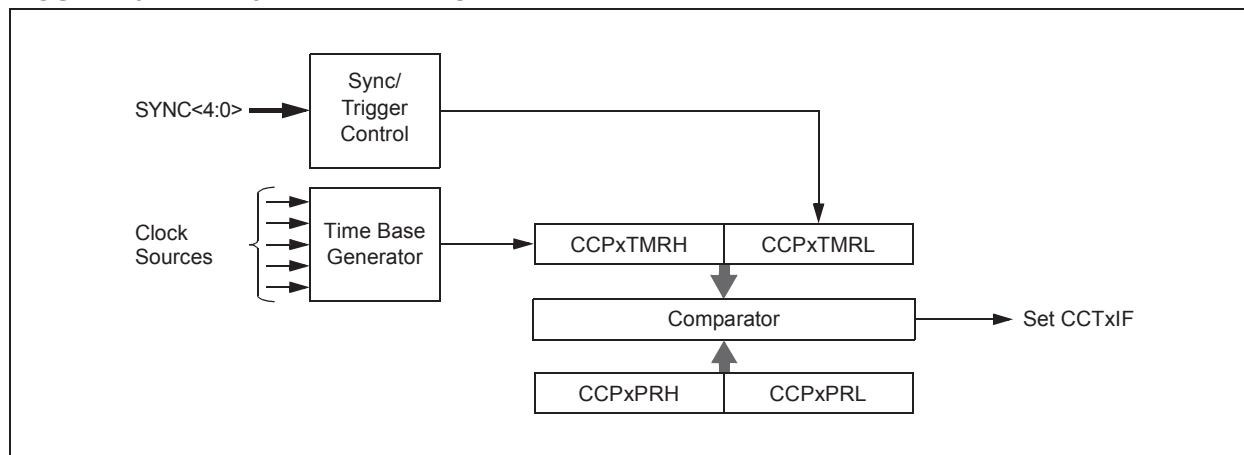 SYNC<4:0>
Sync/
Trigger
Control
Clock
Sources
Time Base
Generator
CCPxTMRH
CCPxTMRL
Comparator
Set CCTxIF
CCPxPRH
CCPxPRL